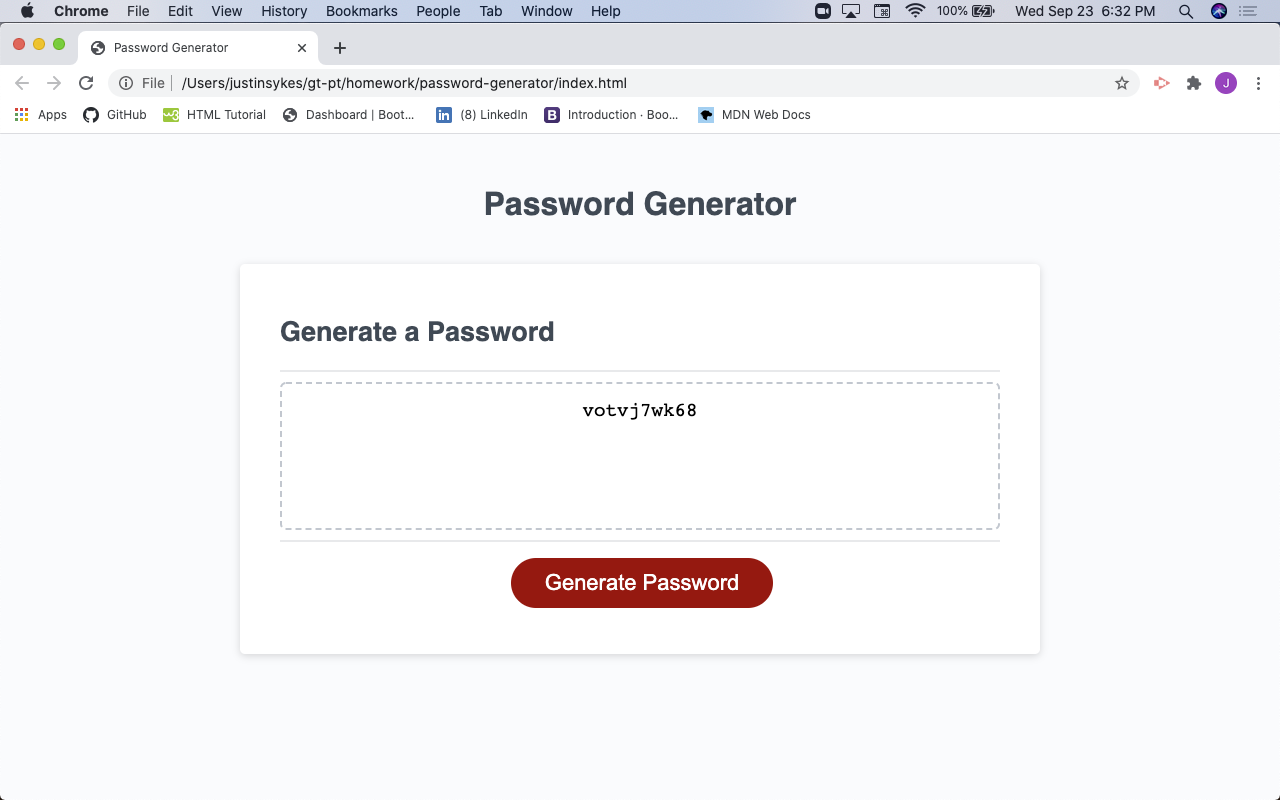 Chrome File Edit View History Bookmarks People Tab Window Help 100% Wed Sep 23 6:32 PM
Password Generator
File /Users/justinsykes/gt-pt/homework/password-generator/index.html J
Apps GitHub HTML Tutorial Dashboard | Boot... (8) LinkedIn Introduction · Boo... MDN Web Docs
Password Generator
Generate a Password
votvj7wk68
Generate Password